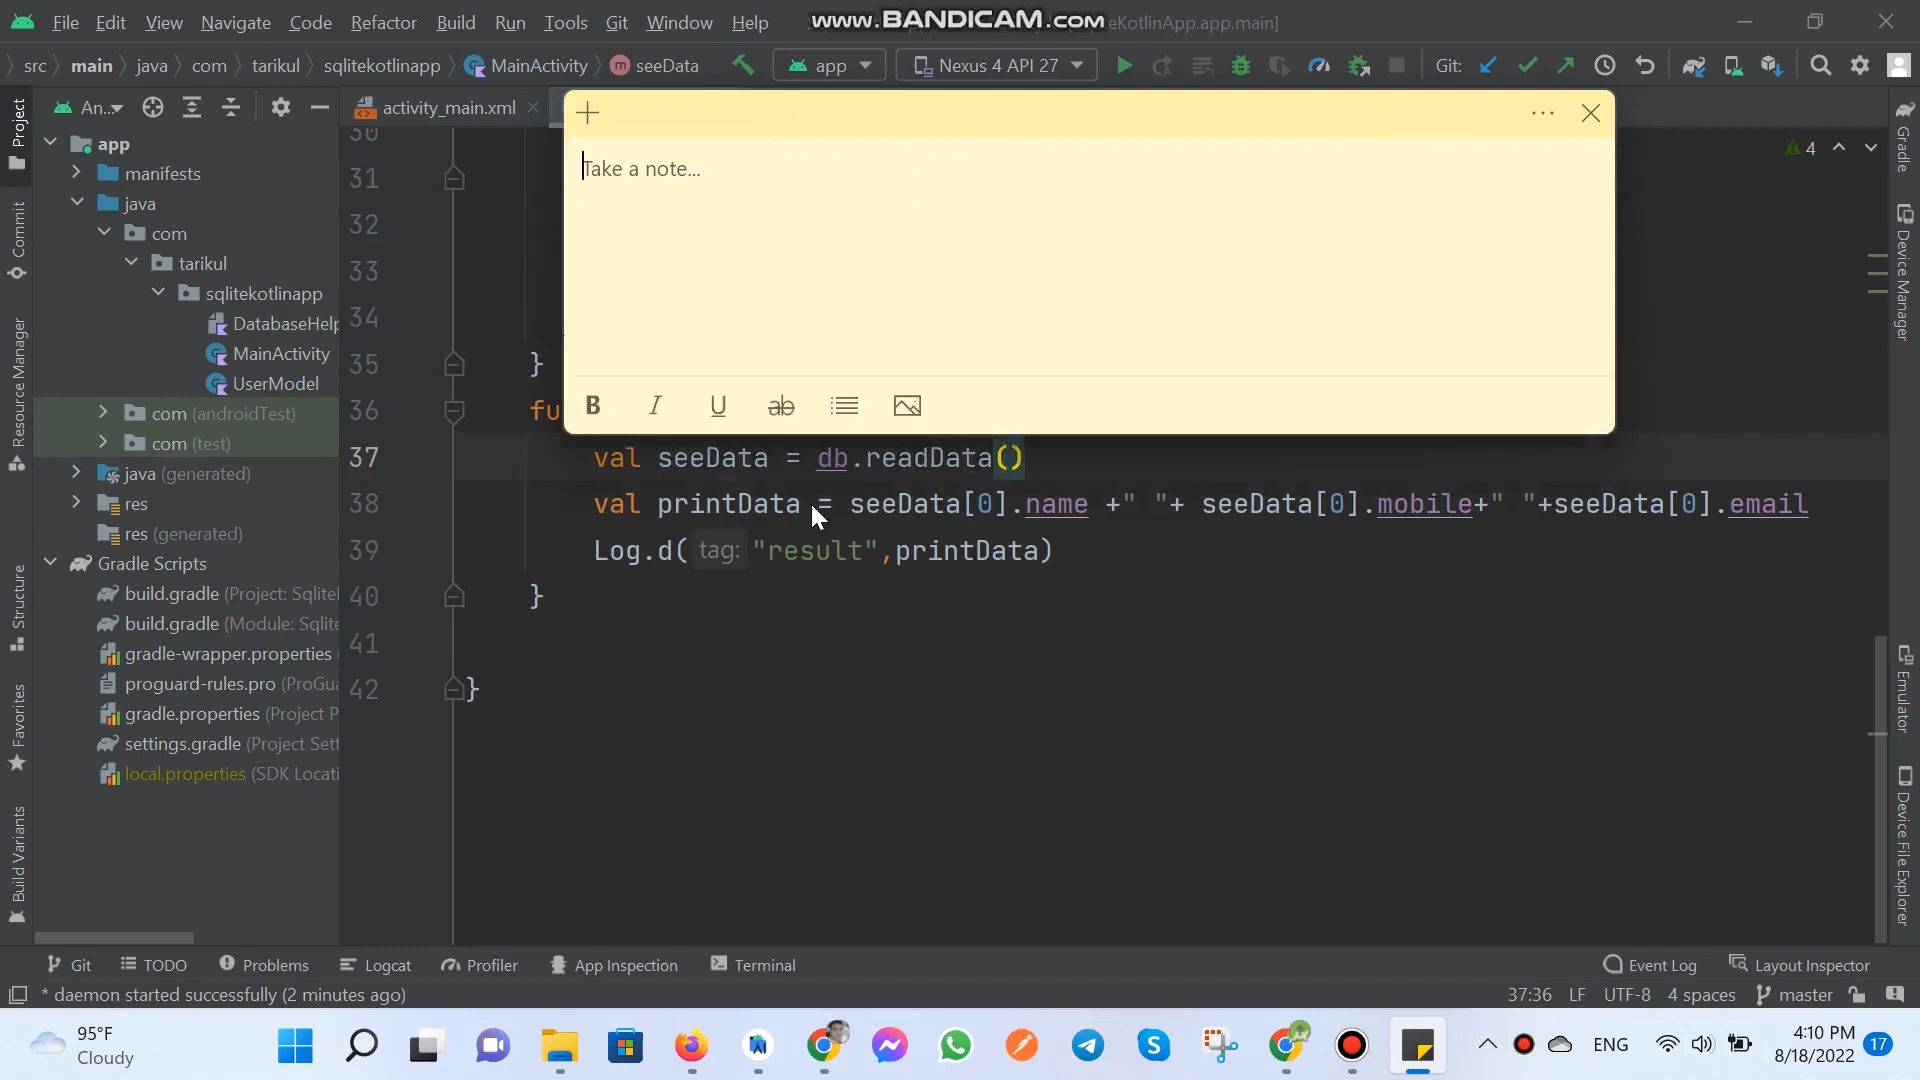 File Edit View Navigate Code Refactor Build Run Tools Git Window Help
www.BANDICAM.com
eKotlinApp.app.main]
src main java com tarikul sqlitekotlinapp MainActivity m seeData
app
Nexus 4 API 27
Git:
An...
activity_main.xml
Project
Commit
Resource Manager
Structure
Favorites
Build Variants
app
manifests
java
com
tarikul
sqlitekotlinapp
DatabaseHelp
MainActivity
UserModel
com (androidTest)
com (test)
java (generated)
res
res (generated)
Gradle Scripts
build.gradle (Project: Sqlite
build.gradle (Module: Sqlite
gradle-wrapper.properties
proguard-rules.pro (ProGua
gradle.properties (Project P
settings.gradle (Project Sett
local.properties (SDK Locati
Take a note...
B I U ab
4
30
31
32
33
34
35 }
36 fu
37 val seeData = db.readData()
38 val printData = seeData[0].name +" "+ seeData[0].mobile+" "+seeData[0].email
39 Log.d( tag: "result",printData)
40 }
41
42 }
Gradle
Device Manager
Emulator
Device File Explorer
Git TODO Problems Logcat Profiler App Inspection Terminal
Event Log Layout Inspector
* daemon started successfully (2 minutes ago)
37:36 LF UTF-8 4 spaces master
95°F
Cloudy
ENG
4:10 PM
8/18/2022
17